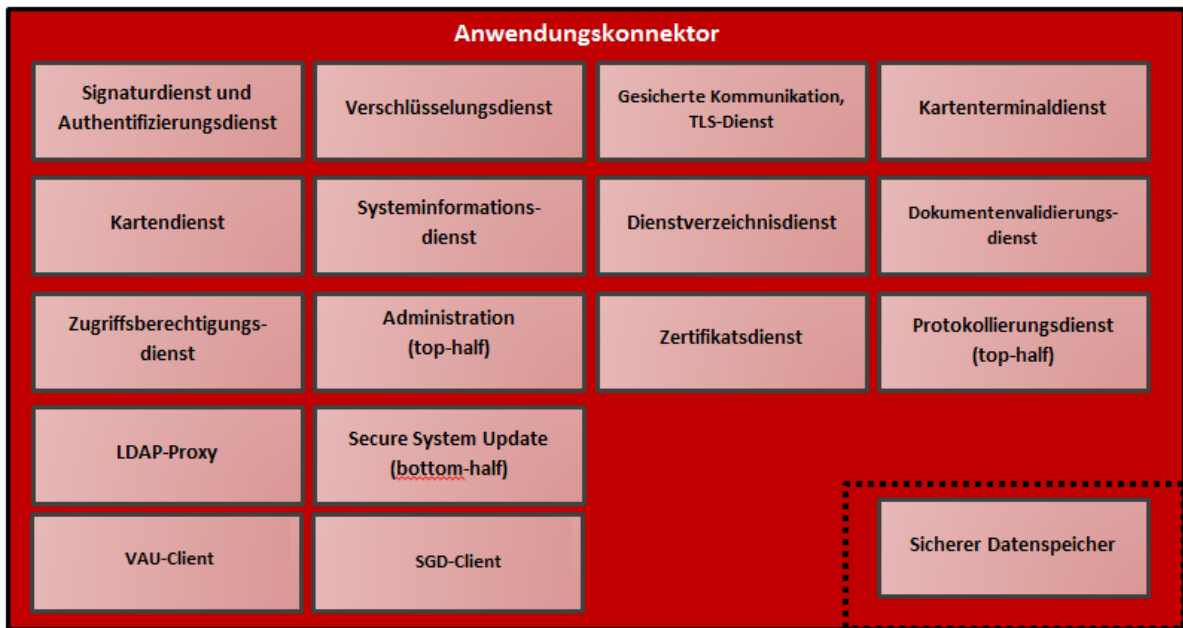 Anwendungskonnektor
Signaturdienst und
Authentifizierungsdienst
Verschlüsselungsdienst
Gesicherte Kommunikation,
TLS-Dienst
Kartenterminaldienst
Kartendienst
Systeminformations-
dienst
Dienstverzeichnisdienst
Dokumentenvalidierungs-
dienst
Zugriffsberechtigungs-
dienst
Administration
(top-half)
Zertifikatsdienst
Protokollierungsdienst
(top-half)
LDAP-Proxy
Secure System Update
(bottom-half)
VAU-Client
SGD-Client
Sicherer Datenspeicher